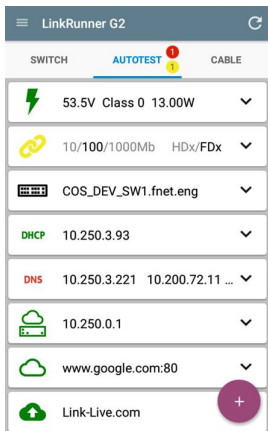 LinkRunner G2
SWITCH AUTOTEST 1 1 CABLE
53.5V Class 0 13.00W
10/100/1000Mb HDx/FDx
COS_DEV_SW1.fnet.eng
DHCP 10.250.3.93
DNS 10.250.3.221 10.200.72.11 ...
10.250.0.1
www.google.com:80
Link-Live.com